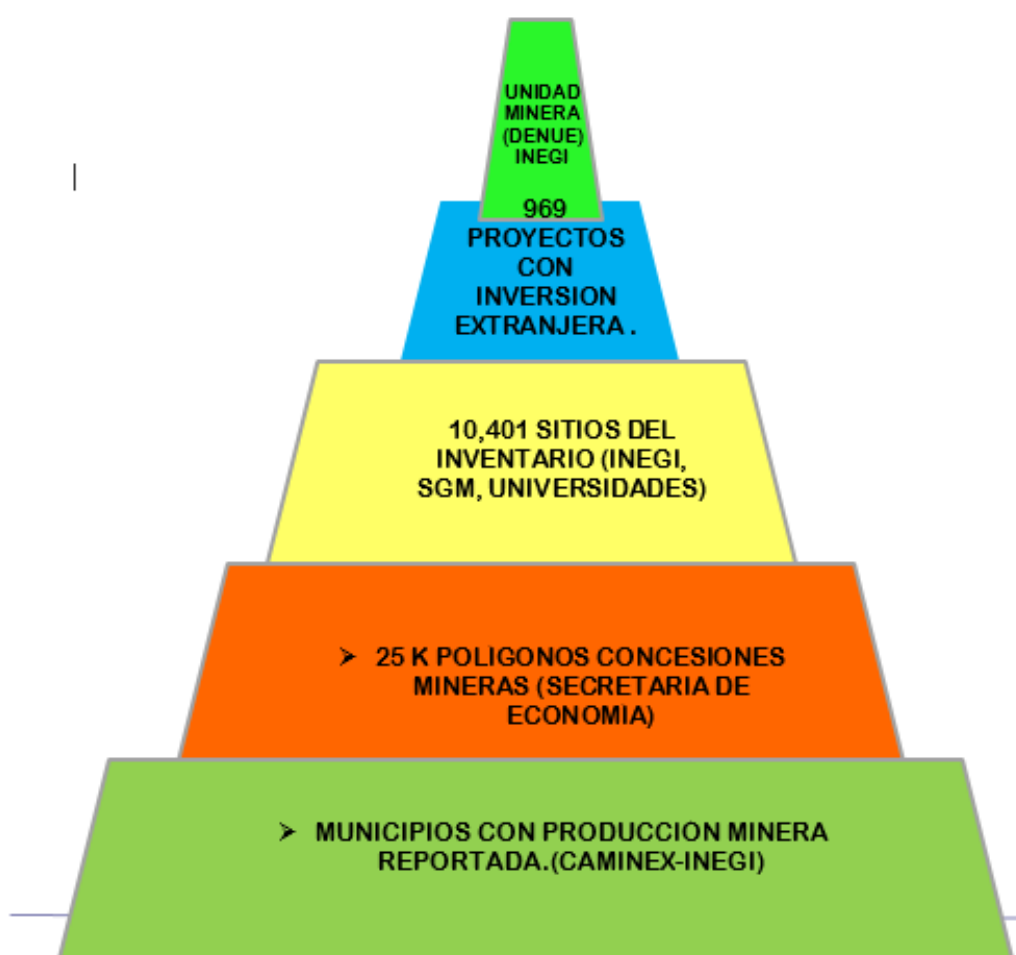 UNIDAD
MINERA
(DENUE)
INEGI
969
PROYECTOS
CON
INVERSION
EXTRANJERA .
10,401 SITIOS DEL
INVENTARIO (INEGI,
SGM, UNIVERSIDADES)
➢ 25 K POLIGONOS CONCESIONES
MINERAS (SECRETARIA DE
ECONOMIA)
➢ MUNICIPIOS CON PRODUCCION MINERA
REPORTADA.(CAMINEX-INEGI)